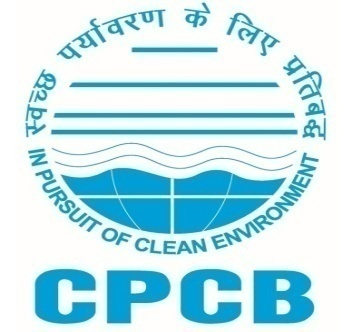 स्वच्छ पर्यावरण के लिए प्रतिबद्ध
IN PURSUIT OF CLEAN ENVIRONMENT
CPCB